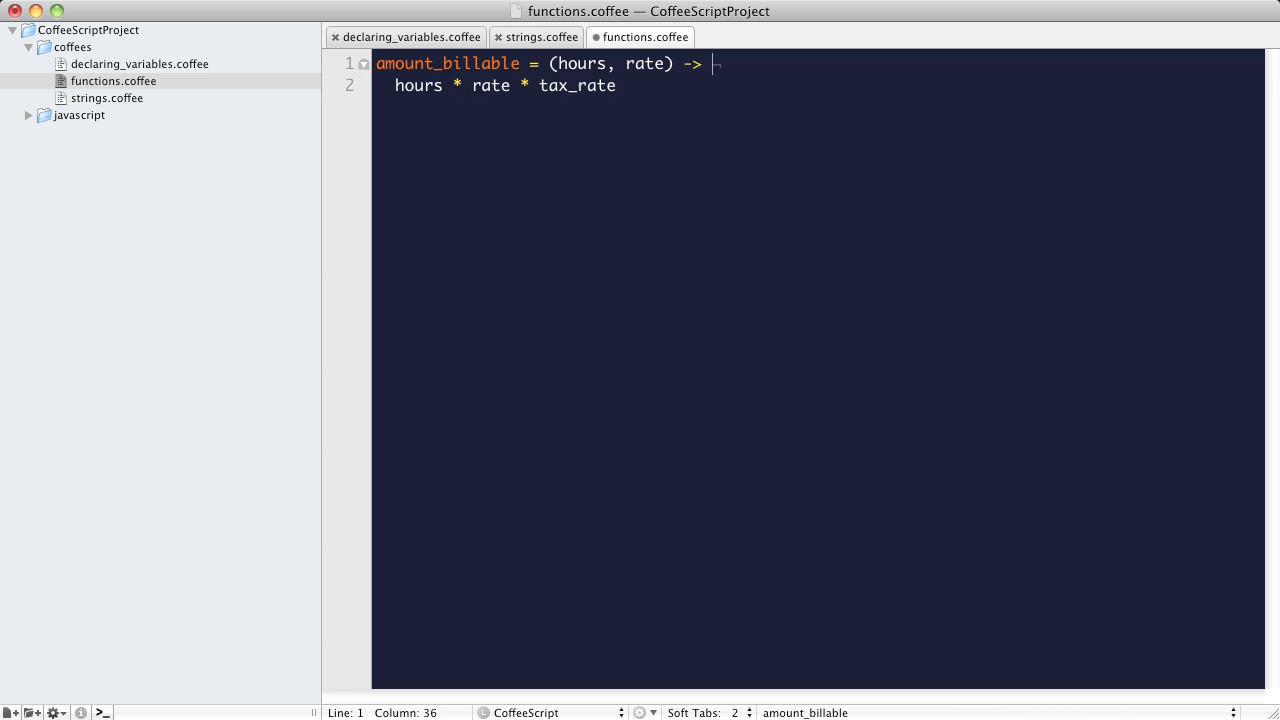 functions.coffee — CoffeeScriptProject
CoffeeScriptProject
coffees
declaring_variables.coffee
functions.coffee
strings.coffee
javascript
declaring_variables.coffee
strings.coffee
functions.coffee
1 amount_billable = (hours, rate) -> ¬
2 hours * rate * tax_rate
Line: 1 Column: 36
L CoffeeScript
Soft Tabs: 2
amount_billable